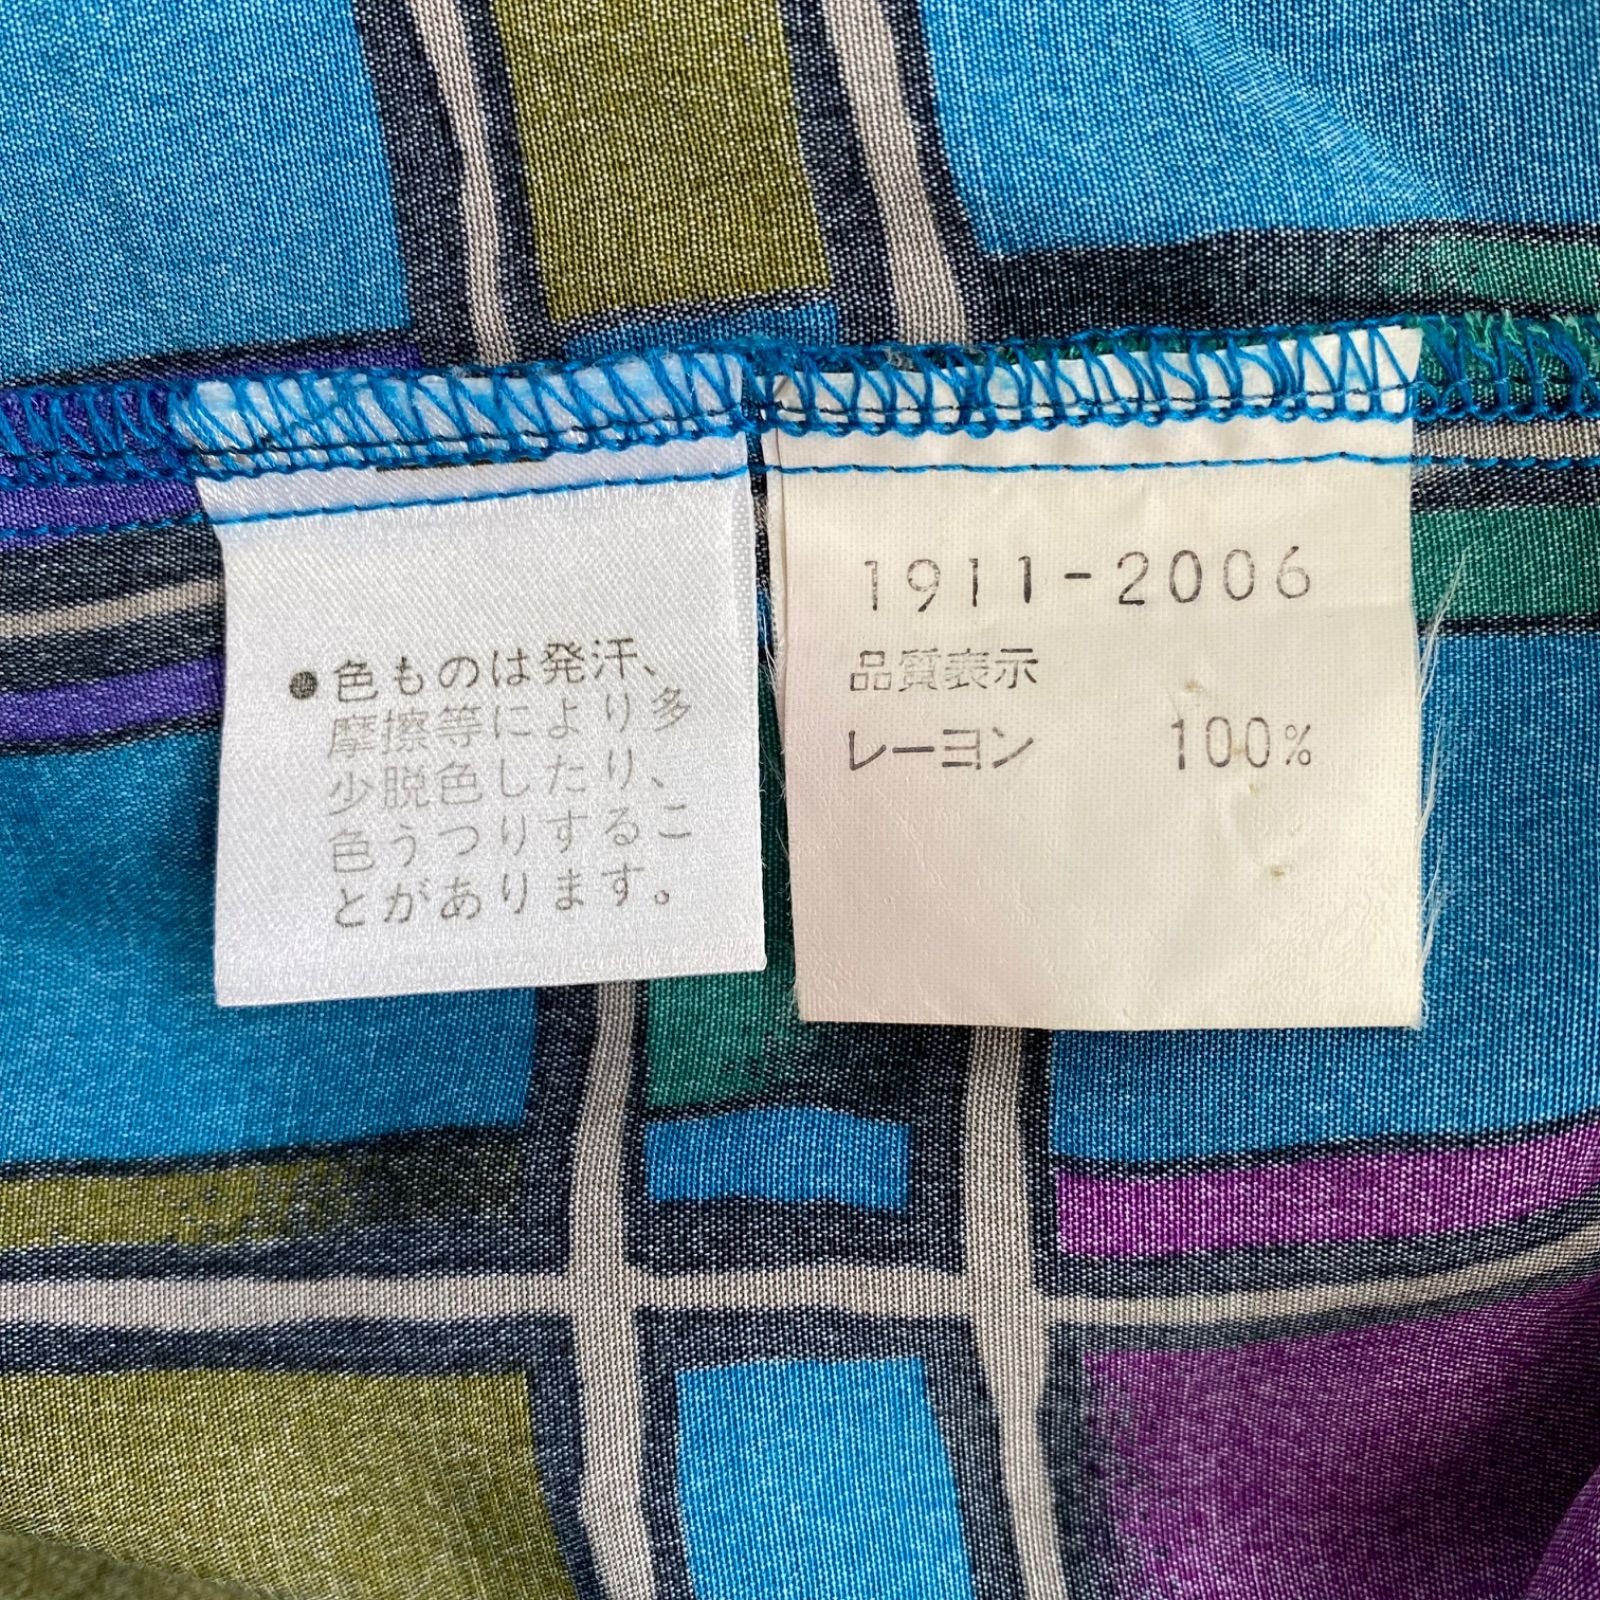 ●色ものは発汗、
摩擦等により多
少脱色したり、
色うつりするこ
とがあります。
1911-2006
品質表示
レーヨン 100%